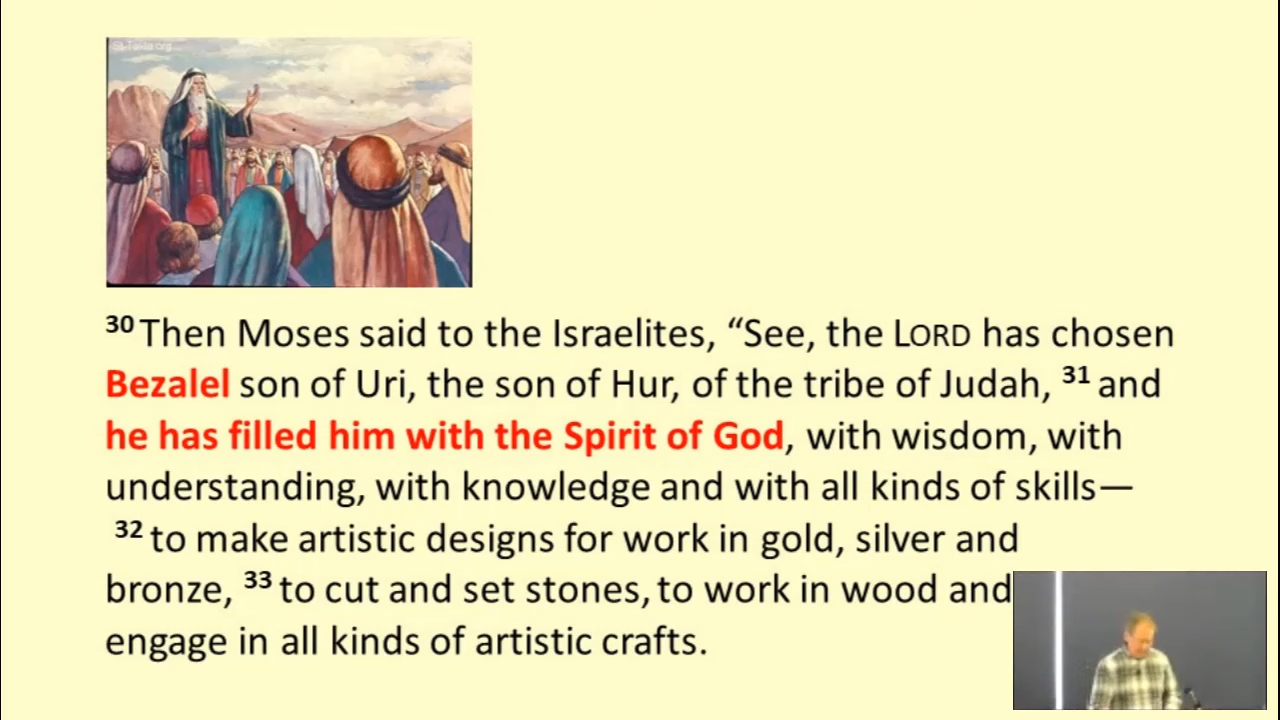 St-Takla.org
30 Then Moses said to the Israelites, “See, the LORD has chosen
Bezalel son of Uri, the son of Hur, of the tribe of Judah, 31 and
he has filled him with the Spirit of God, with wisdom, with
understanding, with knowledge and with all kinds of skills—
32 to make artistic designs for work in gold, silver and
bronze, 33 to cut and set stones, to work in wood and
engage in all kinds of artistic crafts.